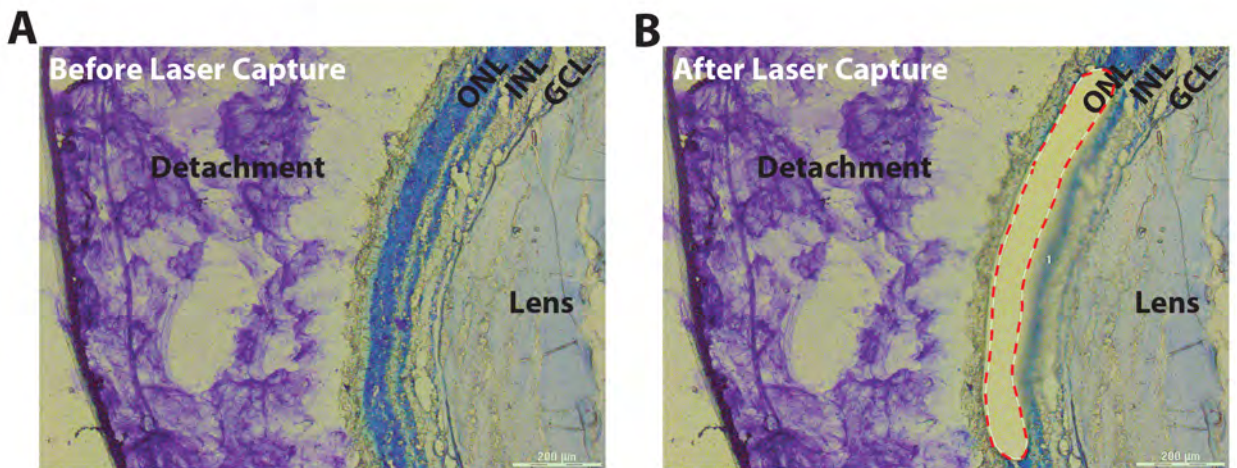 A
Before Laser Capture
ONL
INL
GCL
Detachment
Lens
200 µm
B
After Laser Capture
ONL
INL
GCL
Detachment
1
Lens
200 µm